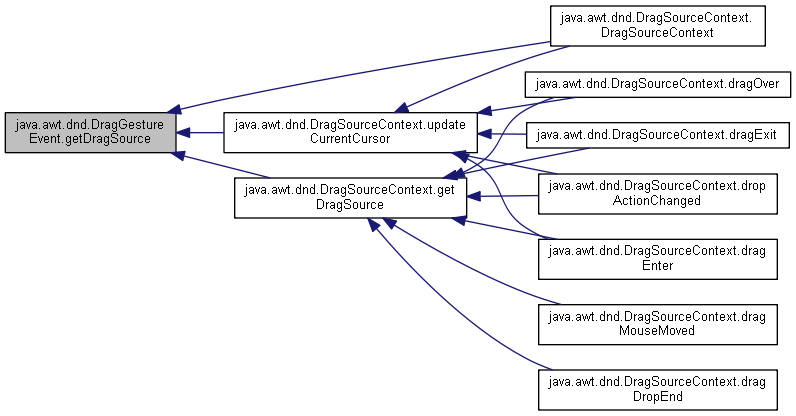 java.awt.dnd.DragSourceContext.
DragSourceContext
java.awt.dnd.DragSourceContext.dragOver
java.awt.dnd.DragGesture
Event.getDragSource
java.awt.dnd.DragSourceContext.update
CurrentCursor
java.awt.dnd.DragSourceContext.dragExit
java.awt.dnd.DragSourceContext.get
DragSource
java.awt.dnd.DragSourceContext.drop
ActionChanged
java.awt.dnd.DragSourceContext.drag
Enter
java.awt.dnd.DragSourceContext.drag
MouseMoved
java.awt.dnd.DragSourceContext.drag
DropEnd